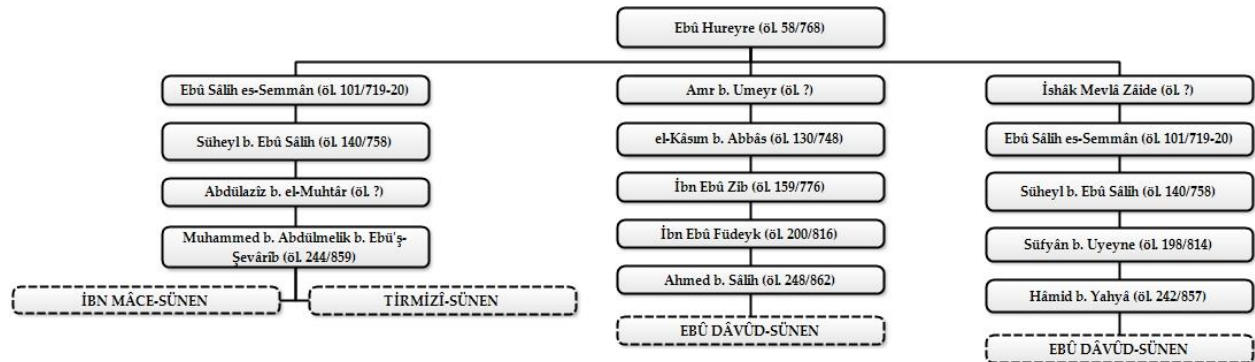 Ebû Hureyre (öl. 58/768)
Ebû Sâlih es-Semmân (öl. 101/719-20)
Süheyl b. Ebû Sâlih (öl. 140/758)
Abdülazîz b. el-Muhtâr (öl. ?)
Muhammed b. Abdülmelik b. Ebü'ş-
Şevârib (öl. 244/859)
İBN MÂCE-SÜNEN
TİRMİZÎ-SÜNEN
Amr b. Umeyr (öl. ?)
el-Kâsım b. Abbâs (öl. 130/748)
İbn Ebû Zib (öl. 159/776)
İbn Ebû Füdeyk (öl. 200/816)
Ahmed b. Sâlih (öl. 248/862)
EBÛ DÂVÛD-SÜNEN
İshâk Mevlâ Zâide (öl. ?)
Ebû Sâlih es-Semmân (öl. 101/719-20)
Süheyl b. Ebû Sâlih (öl. 140/758)
Süfyân b. Uyeyne (öl. 198/814)
Hâmid b. Yahyâ (öl. 242/857)
EBÛ DÂVÛD-SÜNEN